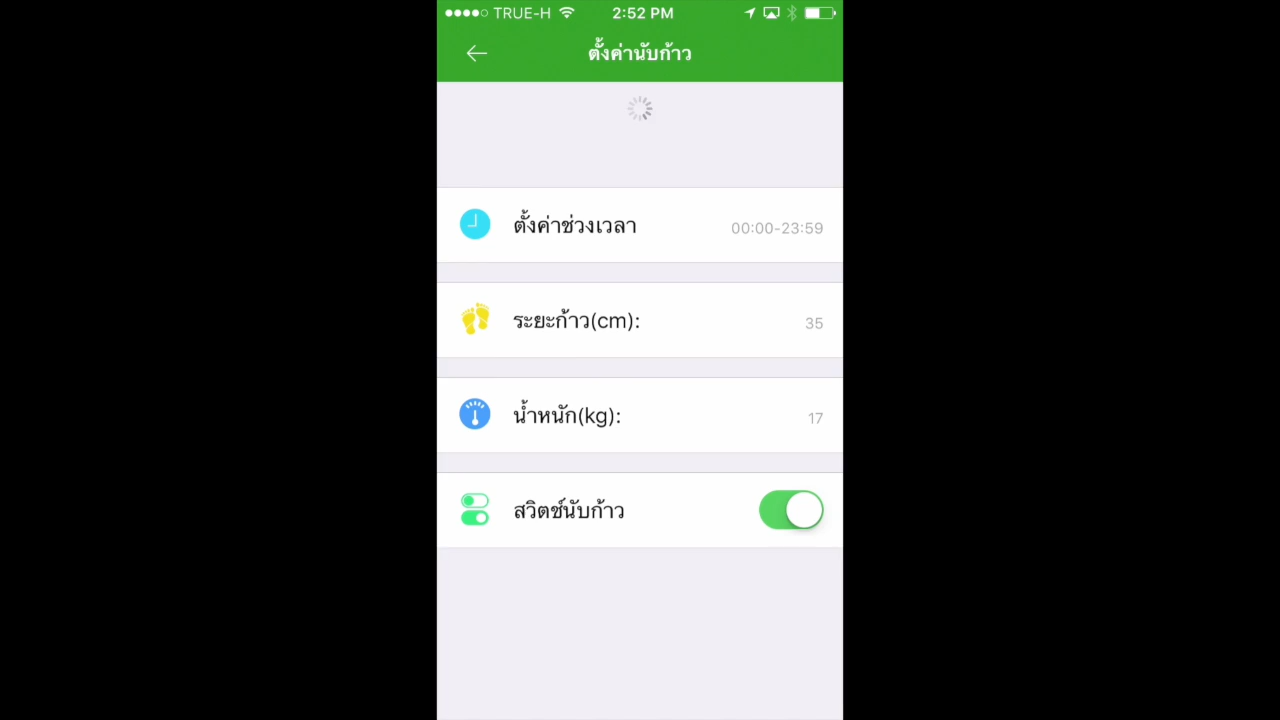 TRUE-H 2:52 PM
ตั้งค่านับก้าว
ตั้งค่าช่วงเวลา 00:00-23:59
ระยะก้าว(cm): 35
น้ำหนัก(kg): 17
สวิตช์นับก้าว